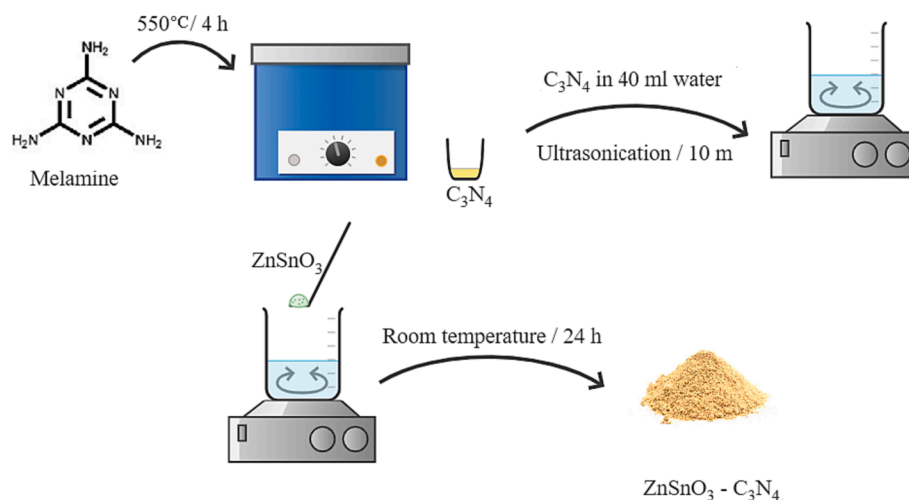 550°C/ 4 h
NH₂
N
N
N
H₂N
NH₂
Melamine
C₃N₄
C₃N₄ in 40 ml water
Ultrasonication / 10 m
ZnSnO₃
Room temperature / 24 h
ZnSnO₃ - C₃N₄